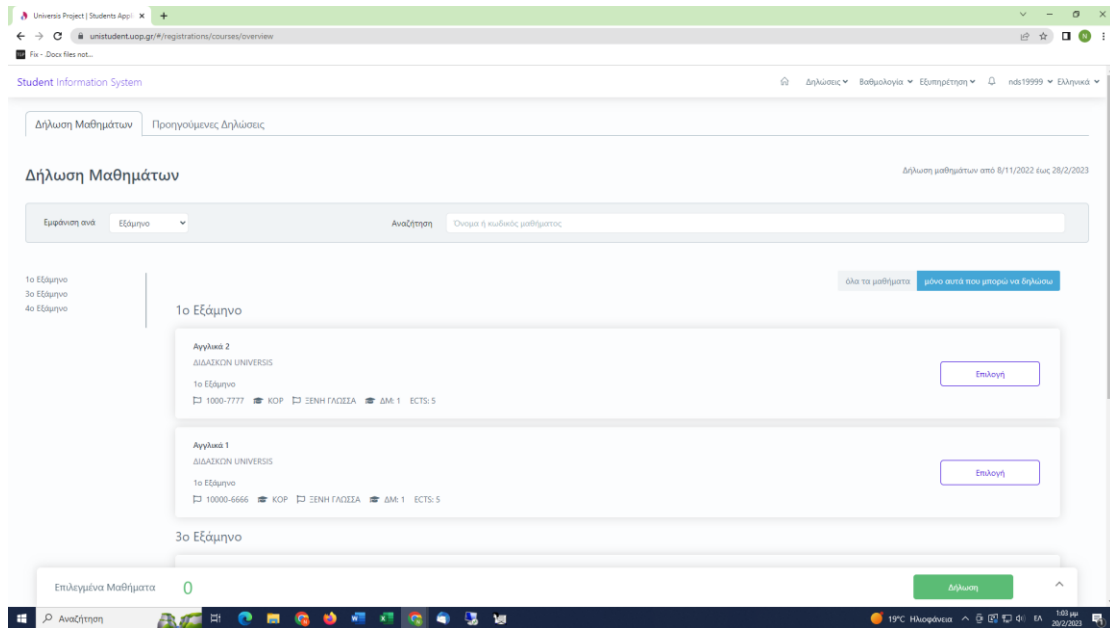 Universis Project | Students Appli
unistudent.uop.gr/#/registrations/courses/overview
N
Fix - .Docx files not...
Student Information System
Δηλώσεις Βαθμολογία Εξυπηρέτηση nds19999 Ελληνικά
Δήλωση Μαθημάτων Προηγούμενες Δηλώσεις
Δήλωση Μαθημάτων
Δήλωση μαθημάτων από 8/11/2022 έως 28/2/2023
Εμφάνιση ανά Εξάμηνο Αναζήτηση Όνομα ή κωδικός μαθήματος
1ο Εξάμηνο
3ο Εξάμηνο
4ο Εξάμηνο
όλα τα μαθήματα μόνο αυτά που μπορώ να δηλώσω
1ο Εξάμηνο
Αγγλικά 2
ΔΙΔΑΣΚΩΝ UNIVERSIS
1ο Εξάμηνο
1000-7777 ΚΟΡ ΞΕΝΗ ΓΛΩΣΣΑ ΔΜ: 1 ECTS: 5
Επιλογή
Αγγλικά 1
ΔΙΔΑΣΚΩΝ UNIVERSIS
1ο Εξάμηνο
10000-6666 ΚΟΡ ΞΕΝΗ ΓΛΩΣΣΑ ΔΜ: 1 ECTS: 5
Επιλογή
3ο Εξάμηνο
Επιλεγμένα Μαθήματα 0 Δήλωση
Αναζήτηση
19°C Ηλιοφάνεια ΕΛ 1:03 μμ
20/2/2023